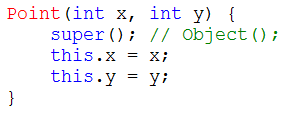 Point(int x, int y) {
    super(); // Object();
    this.x = x;
    this.y = y;
}